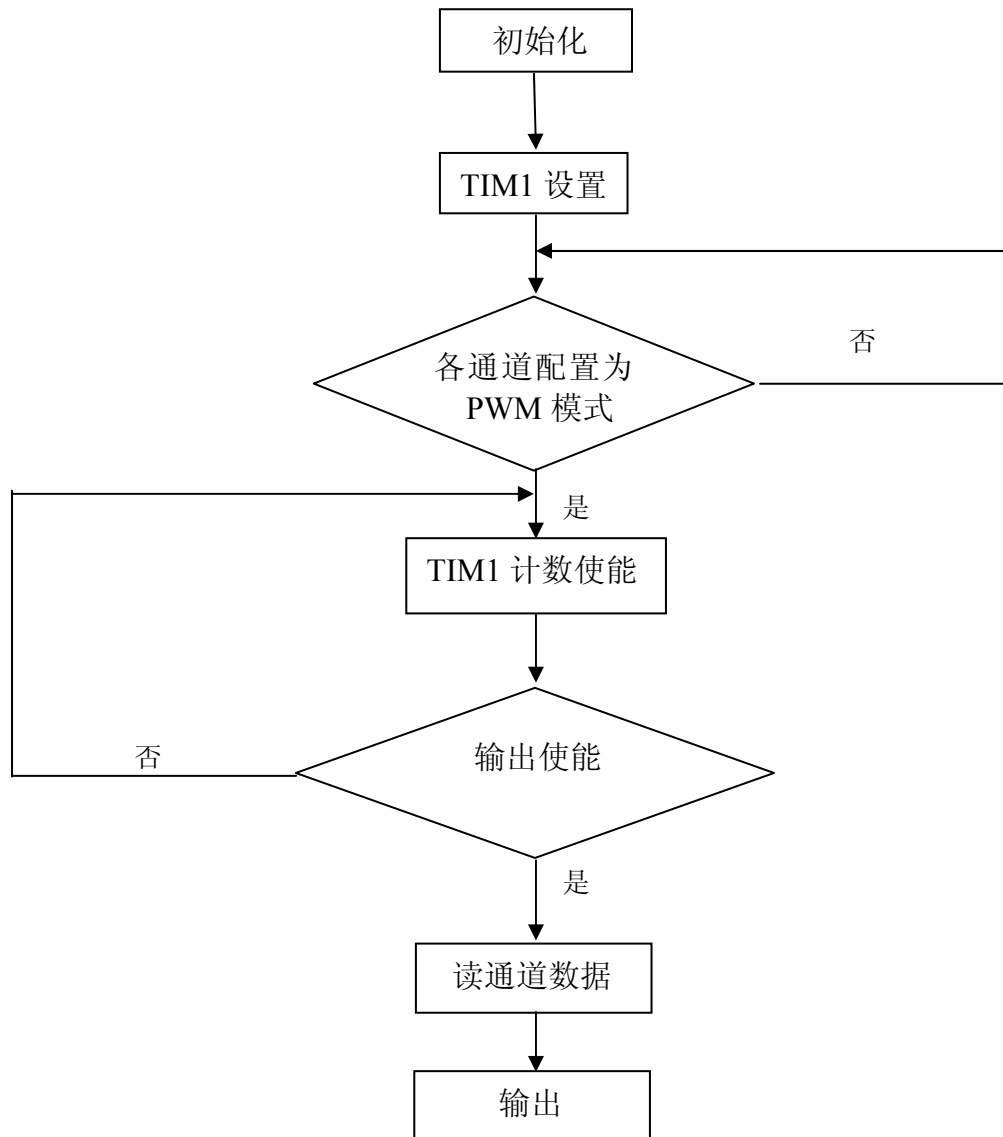 初始化
TIM1 设置
否
各通道配置为
PWM 模式
是
TIM1 计数使能
否
输出使能
是
读通道数据
输出